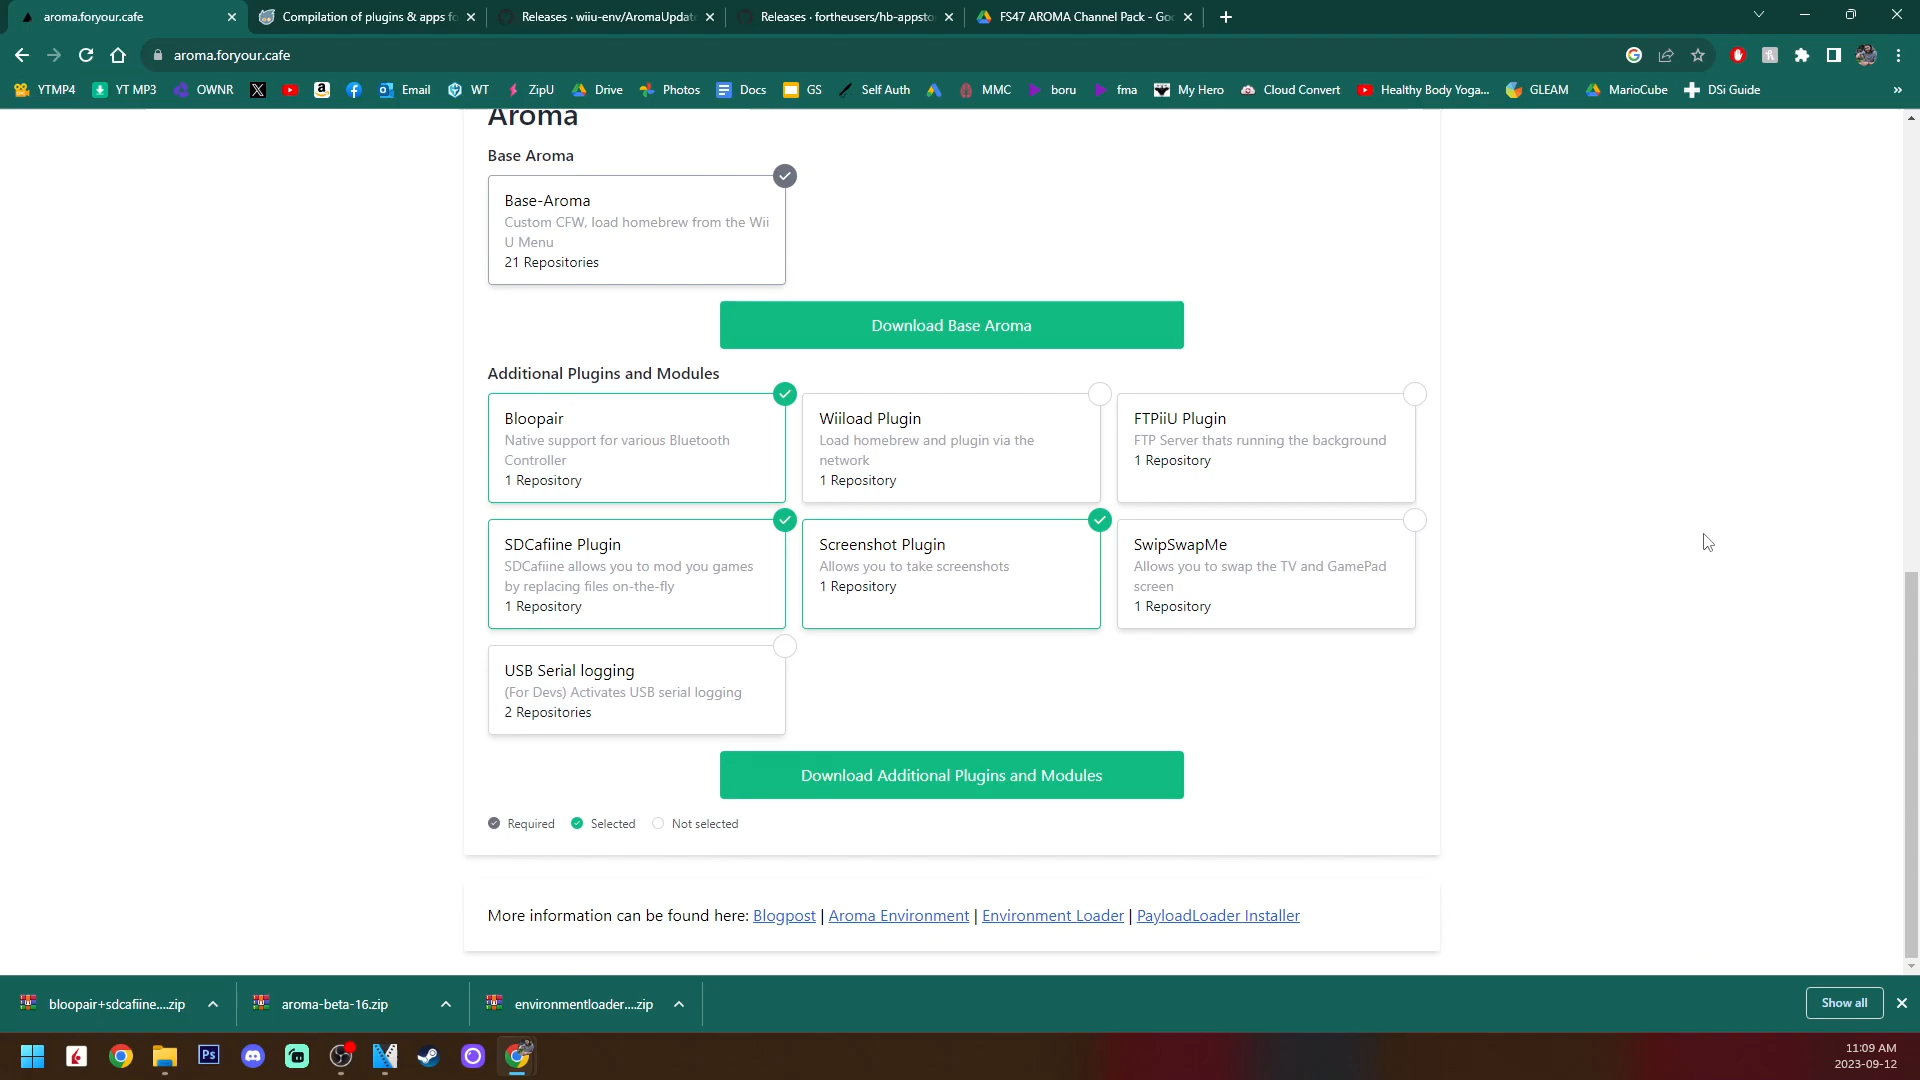 aroma.foryour.cafe
Compilation of plugins & apps fo
Releases · wiiu-env/AromaUpdat
Releases · fortheusers/hb-appsto
FS47 AROMA Channel Pack - Goo
aroma.foryour.cafe
YTMP4
YT MP3
OWNR
Email
WT
ZipU
Drive
Photos
Docs
GS
Self Auth
MMC
boru
fma
My Hero
Cloud Convert
Healthy Body Yoga...
GLEAM
MarioCube
DSi Guide
»
Aroma
Base Aroma
Base-Aroma
Custom CFW, load homebrew from the Wii
U Menu
21 Repositories
Download Base Aroma
Additional Plugins and Modules
Bloopair
Native support for various Bluetooth
Controller
1 Repository
Wiiload Plugin
Load homebrew and plugin via the
network
1 Repository
FTPiiU Plugin
FTP Server thats running the background
1 Repository
SDCafiine Plugin
SDCafiine allows you to mod you games
by replacing files on-the-fly
1 Repository
Screenshot Plugin
Allows you to take screenshots
1 Repository
SwipSwapMe
Allows you to swap the TV and GamePad
screen
1 Repository
USB Serial logging
(For Devs) Activates USB serial logging
2 Repositories
Download Additional Plugins and Modules
Required
Selected
Not selected
More information can be found here: Blogpost | Aroma Environment | Environment Loader | PayloadLoader Installer
bloopair+sdcafiine....zip
aroma-beta-16.zip
environmentloader....zip
Show all
Ps
11:09 AM
2023-09-12